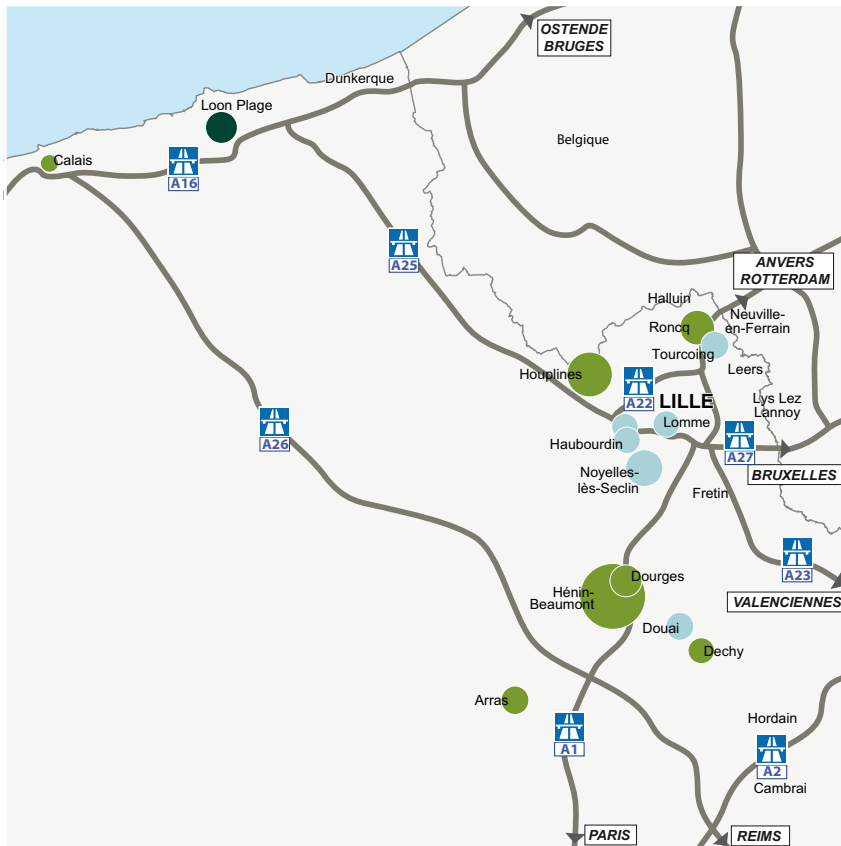 OSTENDE
BRUGES
Dunkerque
Loon Plage
Belgique
Calais
A16
A25
ANVERS
ROTTERDAM
Halluin
Neuville-
en-Ferrain
Roncq
Tourcoing
Leers
Houplines
A22
LILLE
Lys Lez
Lannoy
Lomme
A26
Haubourdin
A27
BRUXELLES
Noyelles-
lès-Seclin
Fretin
A23
Dourges
Hénin-
Beaumont
VALENCIENNES
Douai
Dechy
Arras
Hordain
A1
A2
Cambrai
PARIS
REIMS